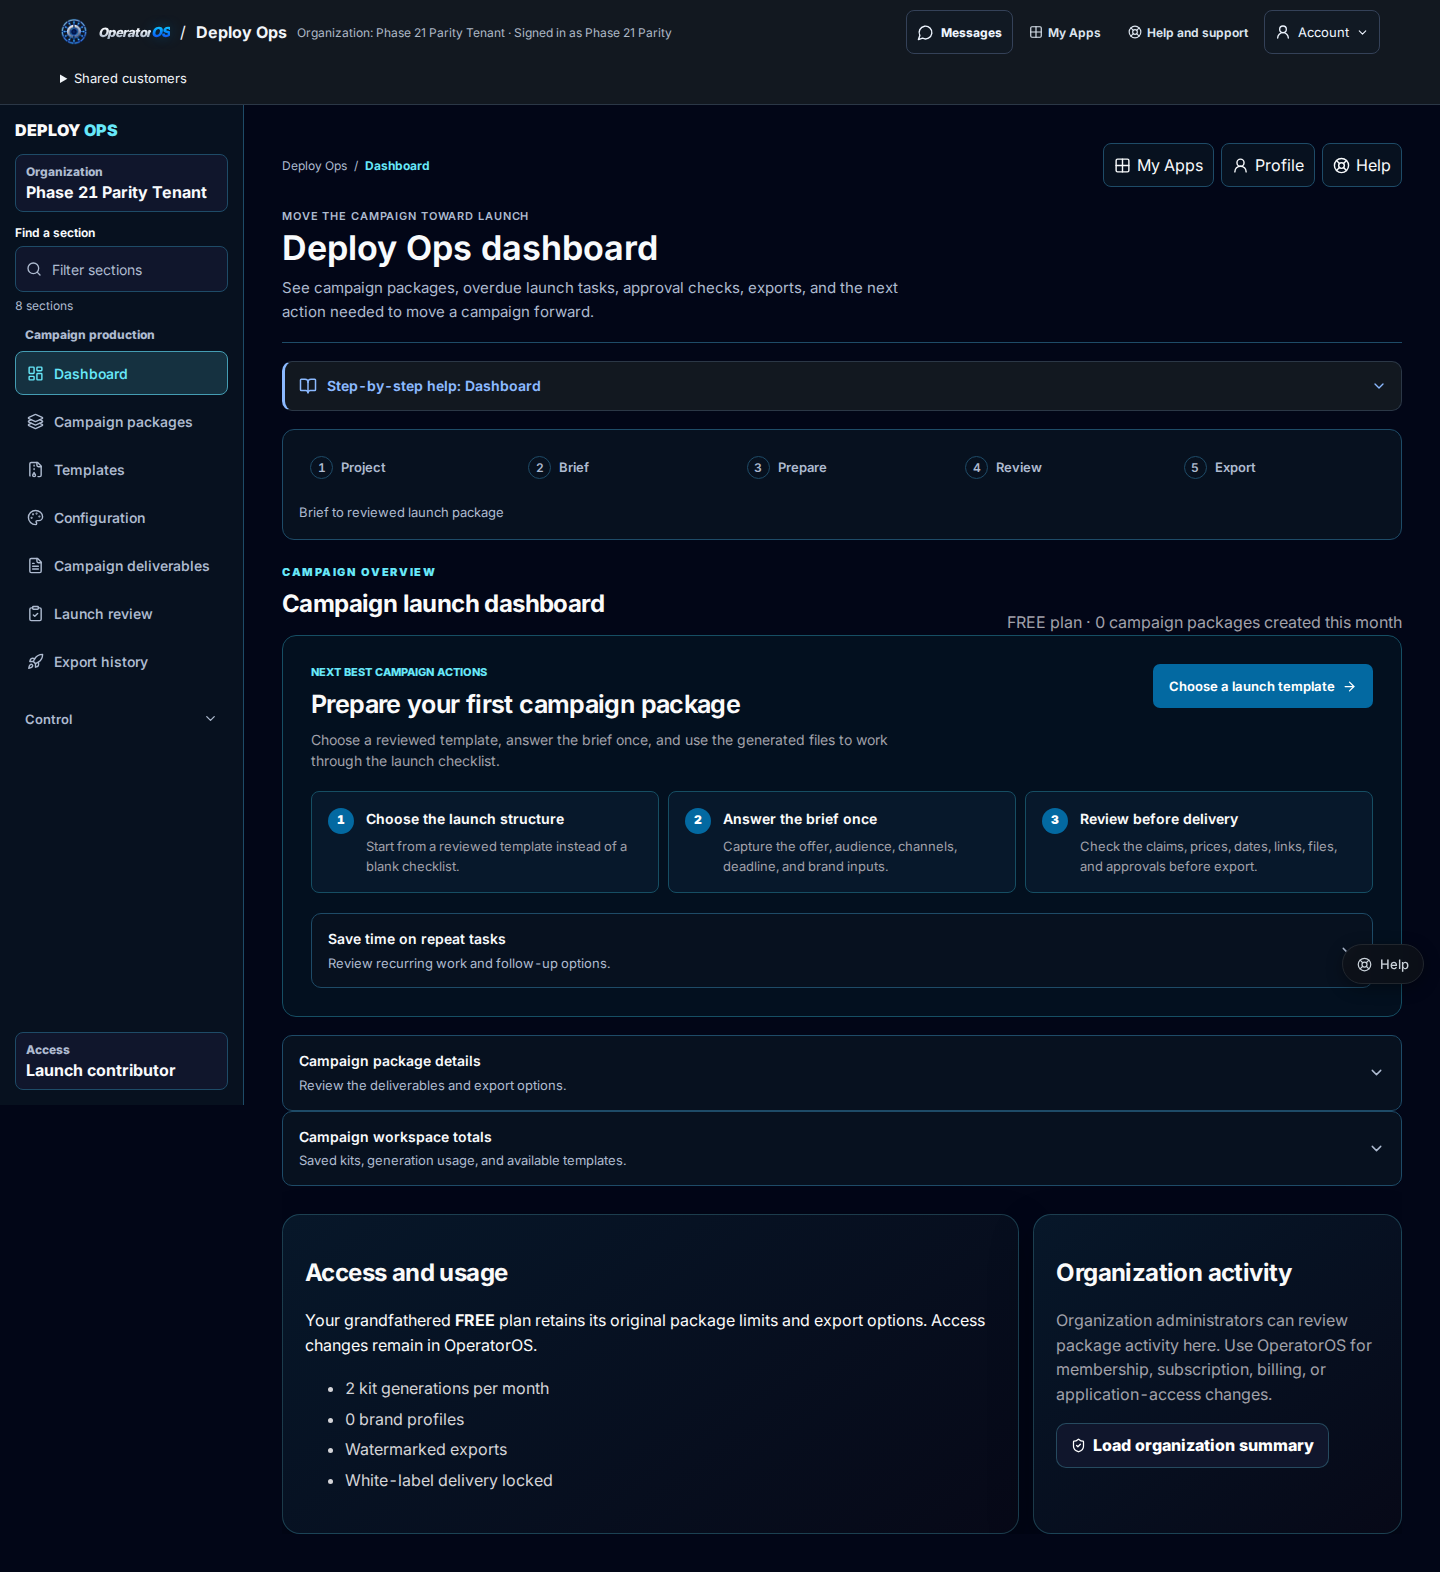 OperatorOS / Deploy Ops Organization: Phase 21 Parity Tenant · Signed in as Phase 21 Parity
Messages My Apps Help and support Account
Shared customers
DEPLOY OPS
Organization
Phase 21 Parity Tenant
Find a section
Filter sections
8 sections
Campaign production
Dashboard
Campaign packages
Templates
Configuration
Campaign deliverables
Launch review
Export history
Control
Access
Launch contributor
Deploy Ops / Dashboard
My Apps Profile Help
MOVE THE CAMPAIGN TOWARD LAUNCH
Deploy Ops dashboard
See campaign packages, overdue launch tasks, approval checks, exports, and the next
action needed to move a campaign forward.
Step-by-step help: Dashboard
1 Project 2 Brief 3 Prepare 4 Review 5 Export
Brief to reviewed launch package
CAMPAIGN OVERVIEW
Campaign launch dashboard
FREE plan · 0 campaign packages created this month
NEXT BEST CAMPAIGN ACTIONS
Prepare your first campaign package
Choose a reviewed template, answer the brief once, and use the generated files to work
through the launch checklist.
Choose a launch template
1 Choose the launch structure
Start from a reviewed template instead of a
blank checklist.
2 Answer the brief once
Capture the offer, audience, channels,
deadline, and brand inputs.
3 Review before delivery
Check the claims, prices, dates, links, files,
and approvals before export.
Save time on repeat tasks
Review recurring work and follow-up options.
Help
Campaign package details
Review the deliverables and export options.
Campaign workspace totals
Saved kits, generation usage, and available templates.
Access and usage
Your grandfathered FREE plan retains its original package limits and export options. Access
changes remain in OperatorOS.
• 2 kit generations per month
• 0 brand profiles
• Watermarked exports
• White-label delivery locked
Organization activity
Organization administrators can review
package activity here. Use OperatorOS for
membership, subscription, billing, or
application-access changes.
Load organization summary